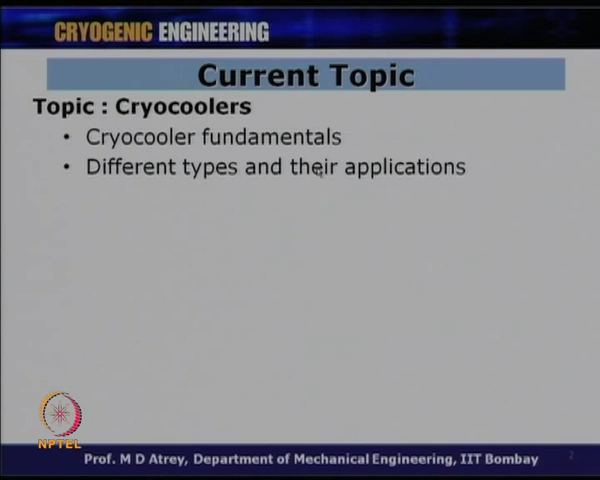 CRYOGENIC ENGINEERING
Current Topic
Topic : Cryocoolers
• Cryocooler fundamentals
• Different types and their applications
NPTEL
Prof. M D Atrey, Department of Mechanical Engineering, IIT Bombay
2